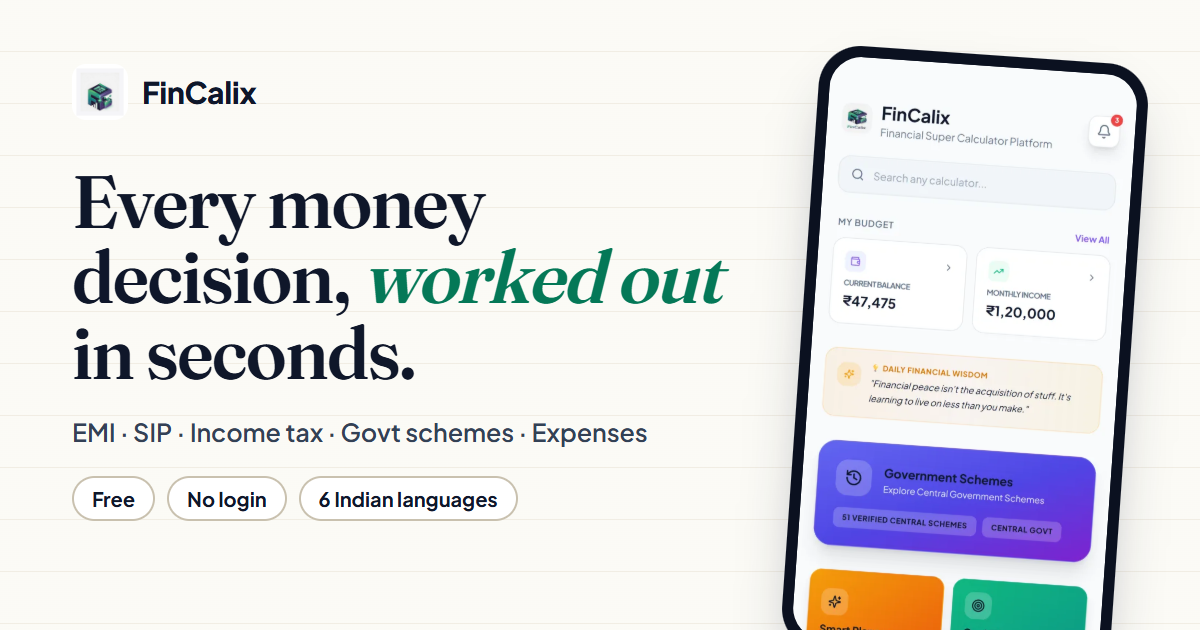 FinCalix
Every money
decision, worked out
in seconds.
EMI · SIP · Income tax · Govt schemes · Expenses
Free
No login
6 Indian languages
FinCalix
FinCalix
Financial Super Calculator Platform
3
Search any calculator...
MY BUDGET
View All
CURRENT BALANCE
₹47,475
MONTHLY INCOME
₹1,20,000
DAILY FINANCIAL WISDOM
"Financial peace isn't the acquisition of stuff. It's
learning to live on less than you make."
Government Schemes
Explore Central Government Schemes
51 VERIFIED CENTRAL SCHEMES
CENTRAL GOVT